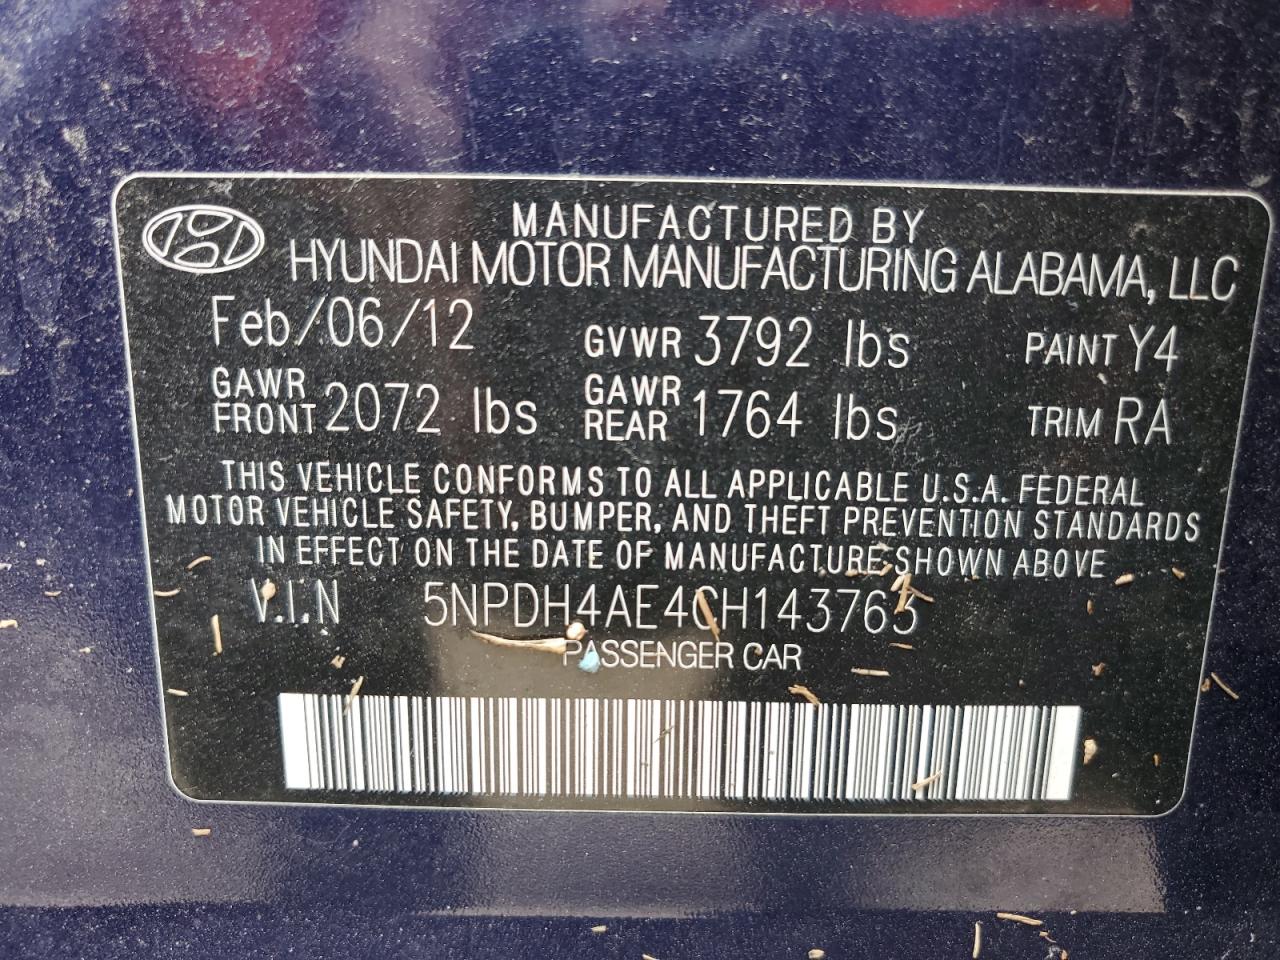 MANUFACTURED BY
HYUNDAI MOTOR MANUFACTURING ALABAMA, LLC
Feb/06/12 GVWR 3792 lbs PAINT Y4
GAWR FRONT 2072 lbs GAWR REAR 1764 lbs TRIM RA
THIS VEHICLE CONFORMS TO ALL APPLICABLE U.S.A. FEDERAL
MOTOR VEHICLE SAFETY, BUMPER, AND THEFT PREVENTION STANDARDS
IN EFFECT ON THE DATE OF MANUFACTURE SHOWN ABOVE
V.I.N 5NPDH4AE4CH143763
PASSENGER CAR